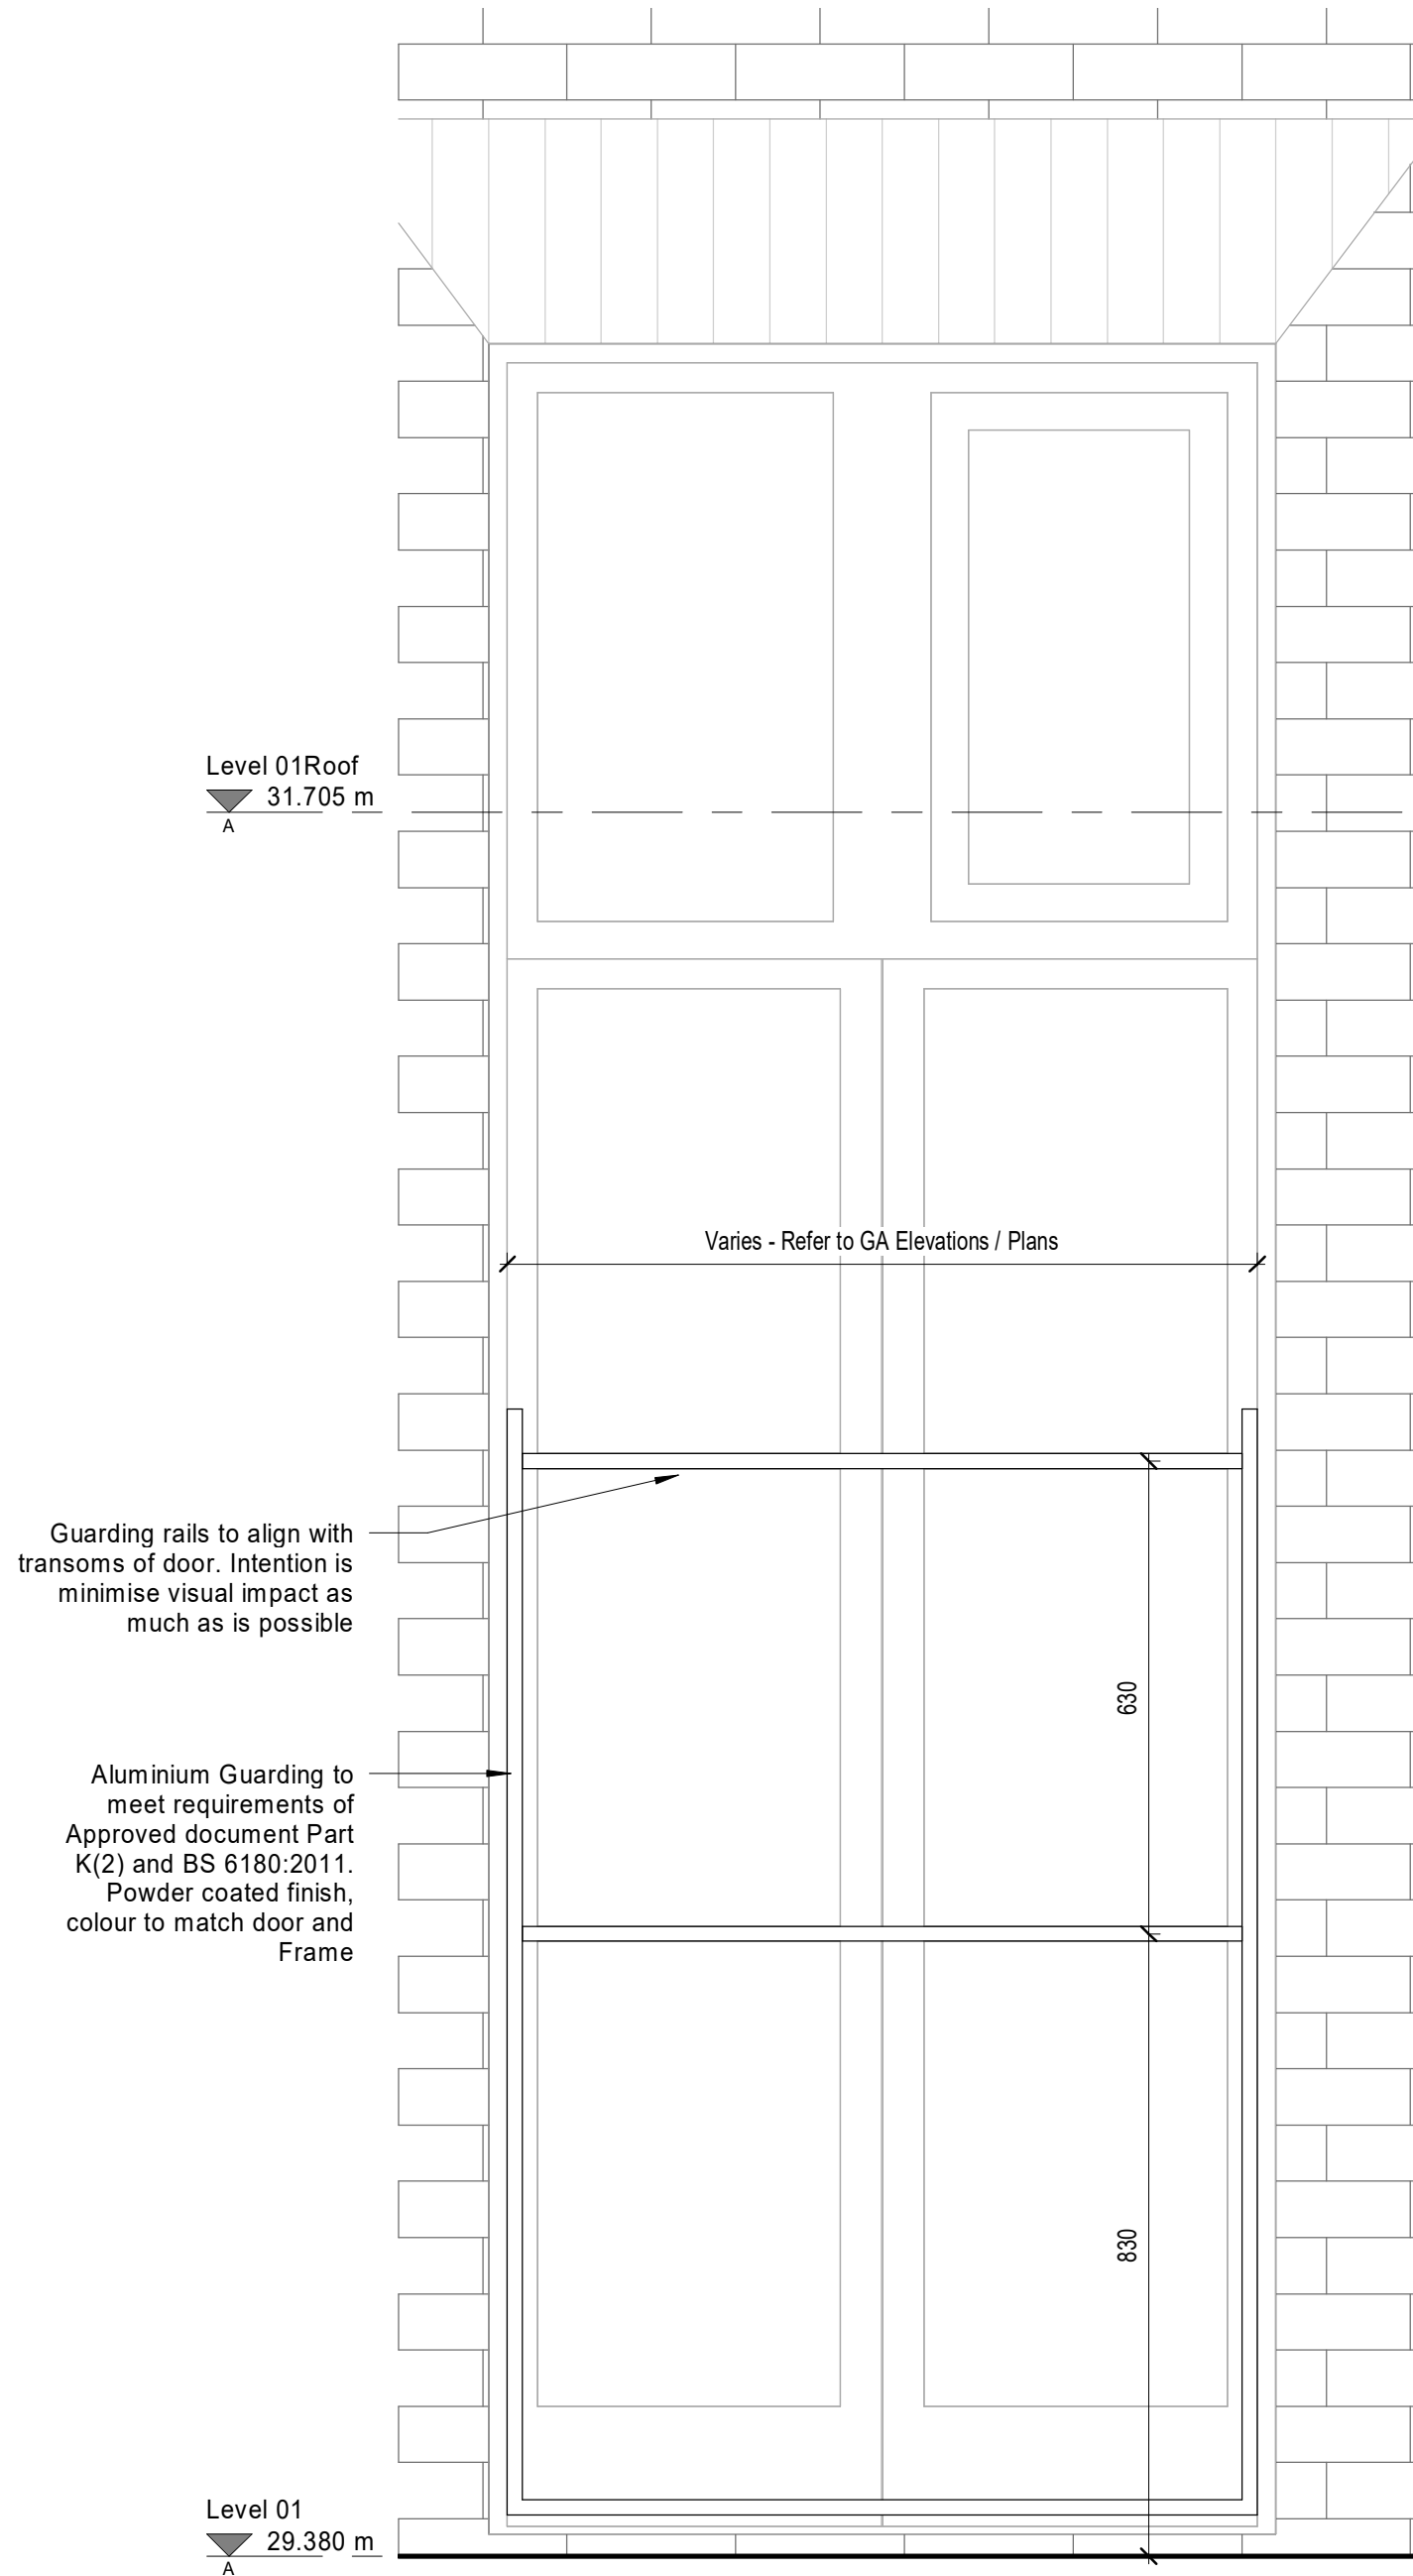 Level 01Roof
31.705 m
A
Varies - Refer to GA Elevations / Plans
Guarding rails to align with
transoms of door. Intention is
minimise visual impact as
much as is possible
630
Aluminium Guarding to
meet requirements of
Approved document Part
K(2) and BS 6180:2011.
Powder coated finish,
colour to match door and
Frame
830
Level 01
29.380 m
A